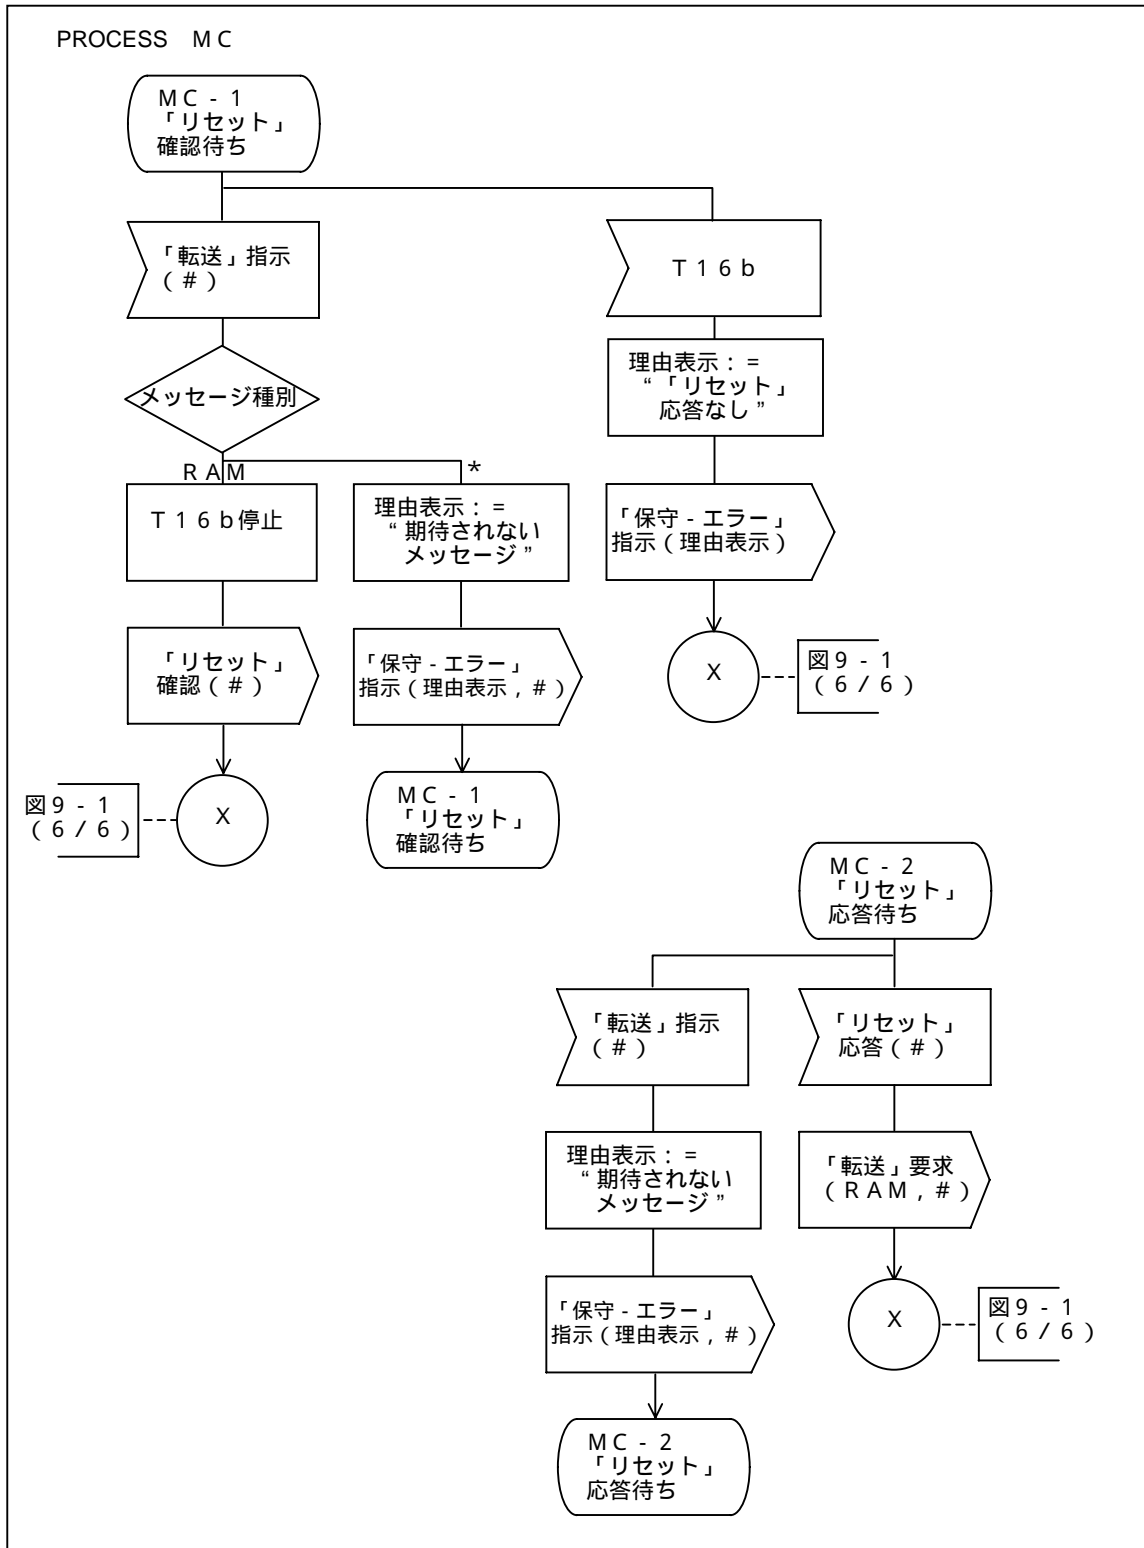 PROCESS MC
MC-1
「リセット」
確認待ち
「転送」指示
(#)
T16b
メッセージ種別
理由表示:=
“「リセット」
応答なし”
RAM
*
T16b停止
理由表示:=
“期待されない
メッセージ”
「保守-エラー」
指示(理由表示)
「リセット」
確認(#)
「保守-エラー」
指示(理由表示,#)
X
図9-1
(6/6)
図9-1
(6/6)
X
MC-1
「リセット」
確認待ち
MC-2
「リセット」
応答待ち
「転送」指示
(#)
「リセット」
応答(#)
理由表示:=
“期待されない
メッセージ”
「転送」要求
(RAM,#)
「保守-エラー」
指示(理由表示,#)
X
図9-1
(6/6)
MC-2
「リセット」
応答待ち